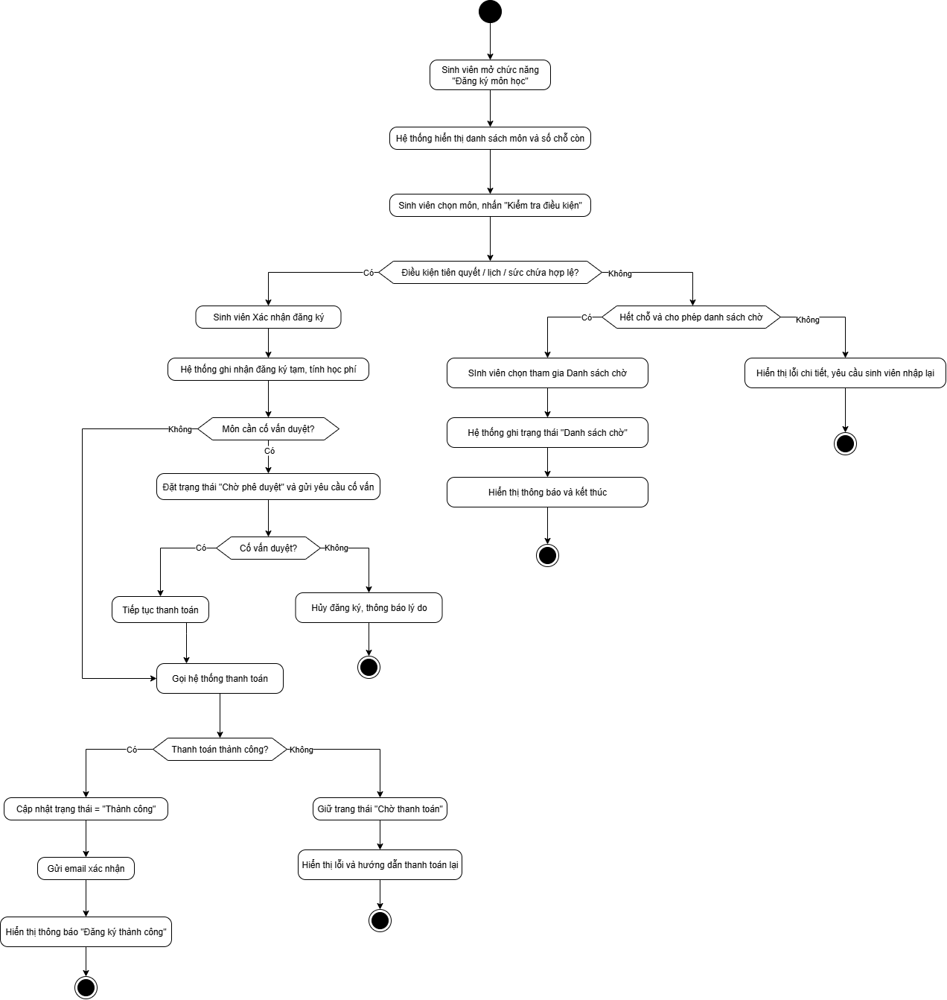 Sinh viên mở chức năng
"Đăng ký môn học"
Hệ thống hiển thị danh sách môn và số chỗ còn
Sinh viên chọn môn, nhấn "Kiểm tra điều kiện"
Điều kiện tiên quyết / lịch / sức chứa hợp lệ?
Có
Không
Sinh viên Xác nhận đăng ký
Hết chỗ và cho phép danh sách chờ
Có
Không
Hệ thống ghi nhận đăng ký tạm, tính học phí
SInh viên chọn tham gia Danh sách chờ
Hiển thị lỗi chi tiết, yêu cầu sinh viên nhập lại
Môn cần cố vấn duyệt?
Không
Có
Hệ thống ghi trạng thái "Danh sách chờ"
Đặt trạng thái "Chờ phê duyệt" và gửi yêu cầu cố vấn
Hiển thị thông báo và kết thúc
Cố vấn duyệt?
Có
Không
Tiếp tục thanh toán
Hủy đăng ký, thông báo lý do
Gọi hệ thống thanh toán
Thanh toán thành công?
Có
Không
Cập nhật trạng thái = "Thành công"
Giữ trang thái "Chờ thanh toán"
Gửi email xác nhận
Hiển thị lỗi và hướng dẫn thanh toán lại
Hiển thị thông báo "Đăng ký thành công"